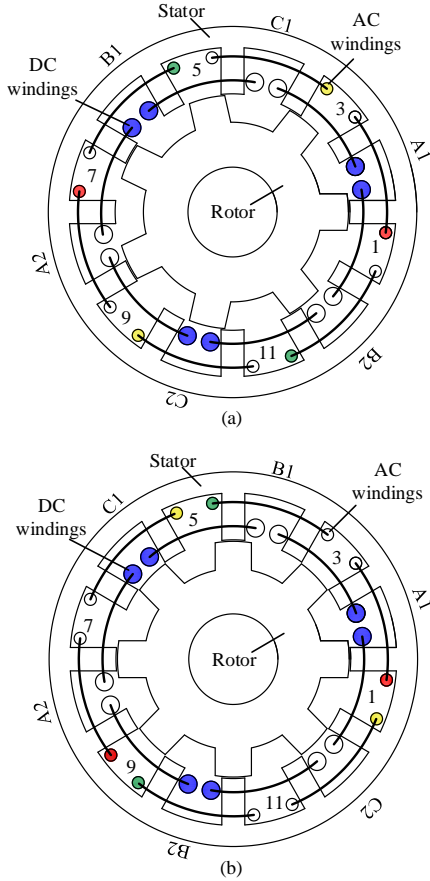 Stator
C1
AC
windings
B1
DC
windings
5
3
A1
7
Rotor
1
A2
9
11
B2
C2
(a)
Stator
B1
AC
windings
C1
DC
windings
5
3
A1
7
Rotor
1
A2
9
11
C2
B2
(b)